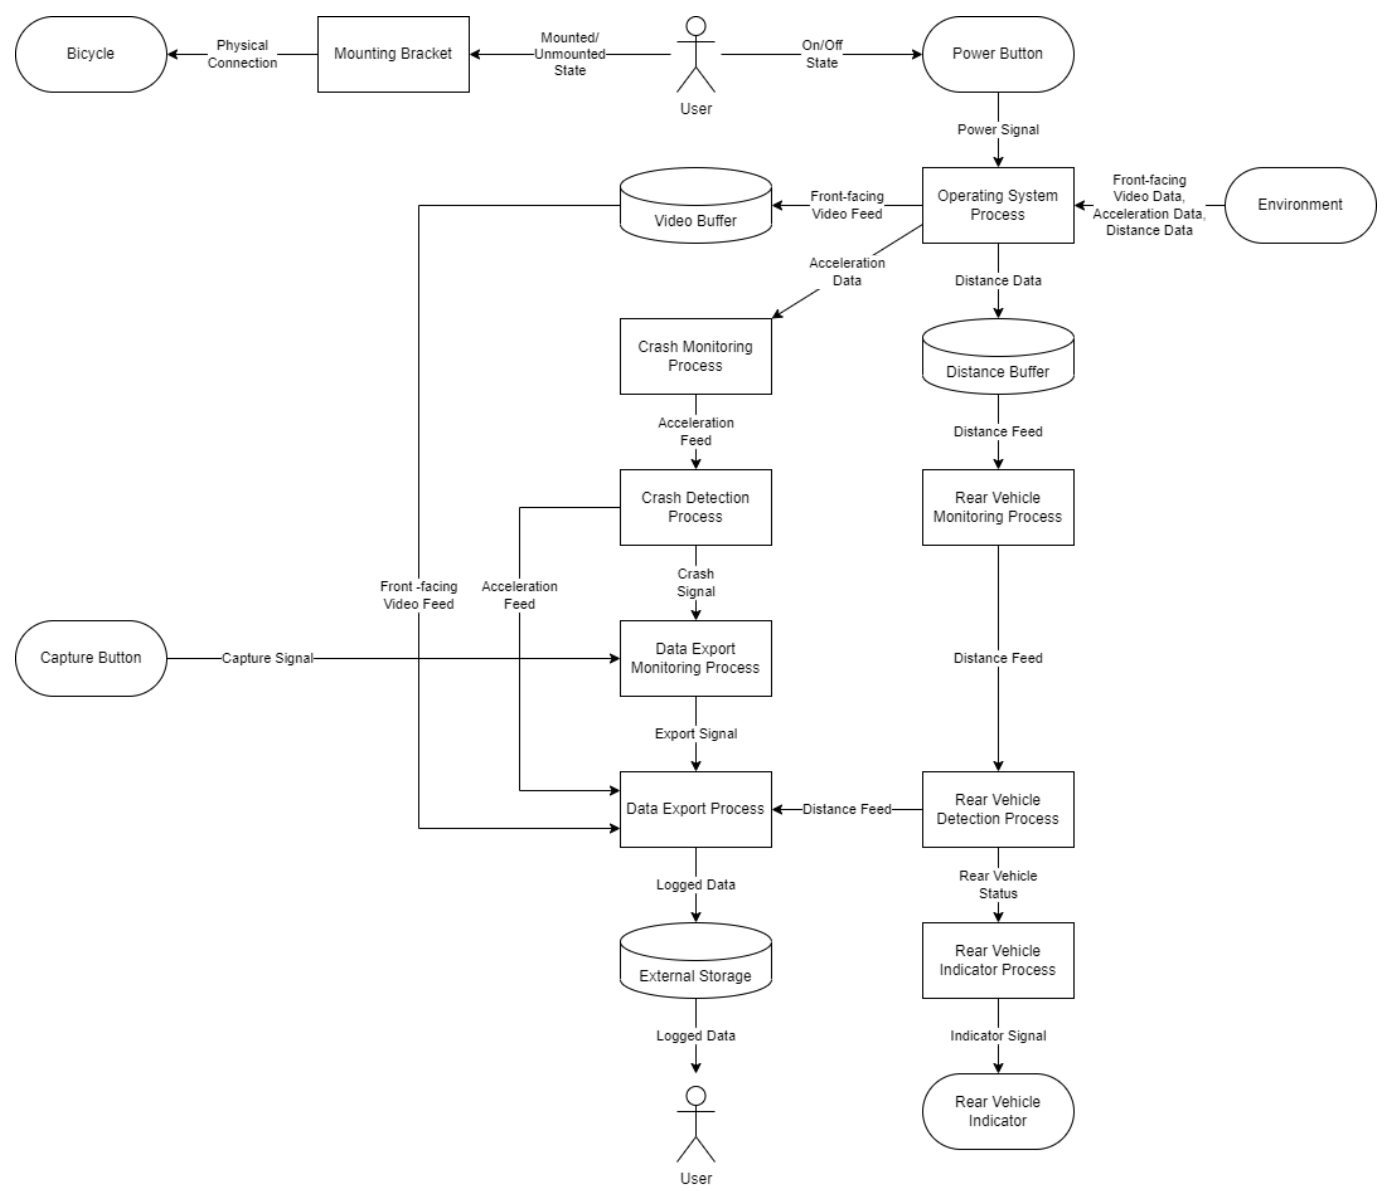 Bicycle
Physical
Connection
Mounting Bracket
Mounted/
Unmounted
State
User
On/Off
State
Power Button
Power Signal
Video Buffer
Front-facing
Video Feed
Operating System
Process
Front-facing
Video Data,
Acceleration Data,
Distance Data
Environment
Acceleration
Data
Distance Data
Crash Monitoring
Process
Distance Buffer
Acceleration
Feed
Distance Feed
Crash Detection
Process
Rear Vehicle
Monitoring Process
Front -facing
Video Feed
Acceleration
Feed
Crash
Signal
Capture Button
Capture Signal
Data Export
Monitoring Process
Distance Feed
Export Signal
Data Export Process
Distance Feed
Rear Vehicle
Detection Process
Logged Data
Rear Vehicle
Status
External Storage
Rear Vehicle
Indicator Process
Logged Data
Indicator Signal
Rear Vehicle
Indicator
User